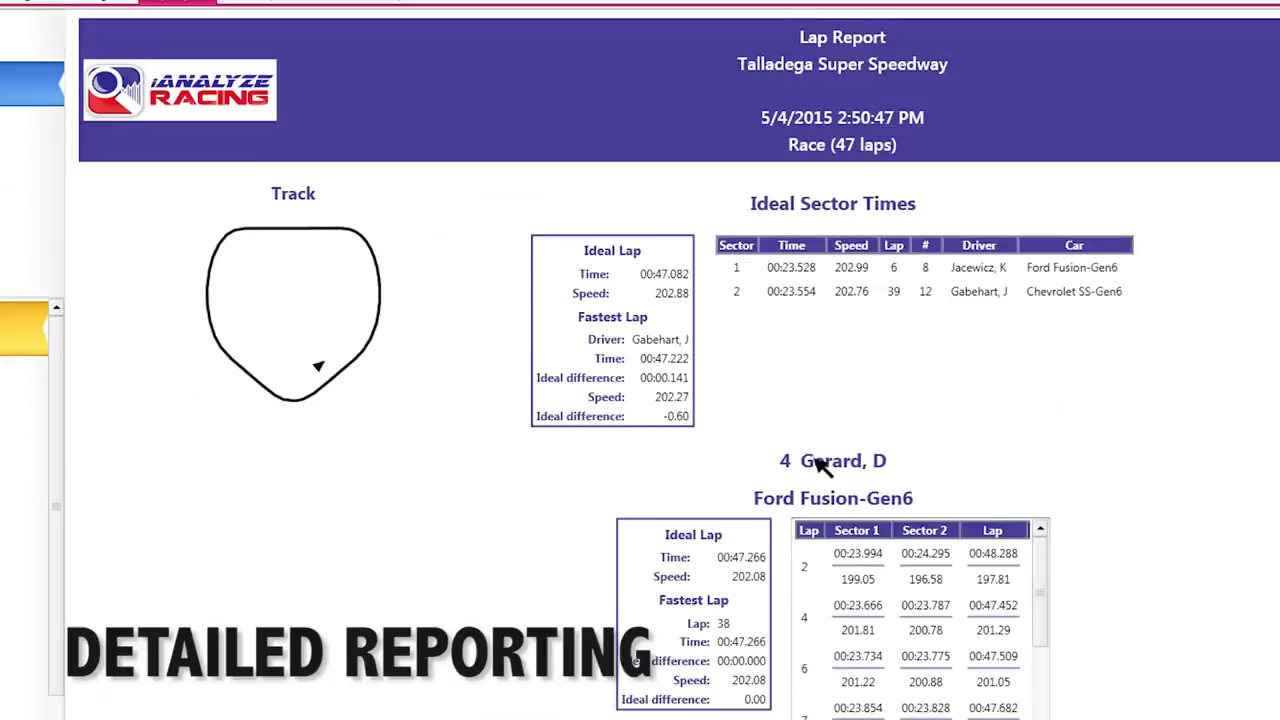 Lap Report
Talladega Super Speedway
iANALYZE
RACING
5/4/2015 2:50:47 PM
Race (47 laps)
Track
Ideal Sector Times
Ideal Lap
Time: 00:47.082
Speed: 202.88
Fastest Lap
Driver: Gabehart, J
Time: 00:47.222
Ideal difference: 00:00.141
Speed: 202.27
Ideal difference: -0.60
Sector Time Speed Lap # Driver Car
1 00:23.528 202.99 6 8 Jacewicz, K Ford Fusion-Gen6
2 00:23.554 202.76 39 12 Gabehart, J Chevrolet SS-Gen6
4 Gerard, D
Ford Fusion-Gen6
Ideal Lap
Time: 00:47.266
Speed: 202.08
Fastest Lap
Lap: 38
Time: 00:47.266
difference: 00:00.000
Speed: 202.08
Ideal difference: 0.00
Lap Sector 1 Sector 2 Lap
00:23.994 00:24.295 00:48.288
2
199.05 196.58 197.81
00:23.666 00:23.787 00:47.452
4
201.81 200.78 201.29
00:23.734 00:23.775 00:47.509
6
201.22 200.88 201.05
00:23.854 00:23.828 00:47.682
DETAILED REPORTING